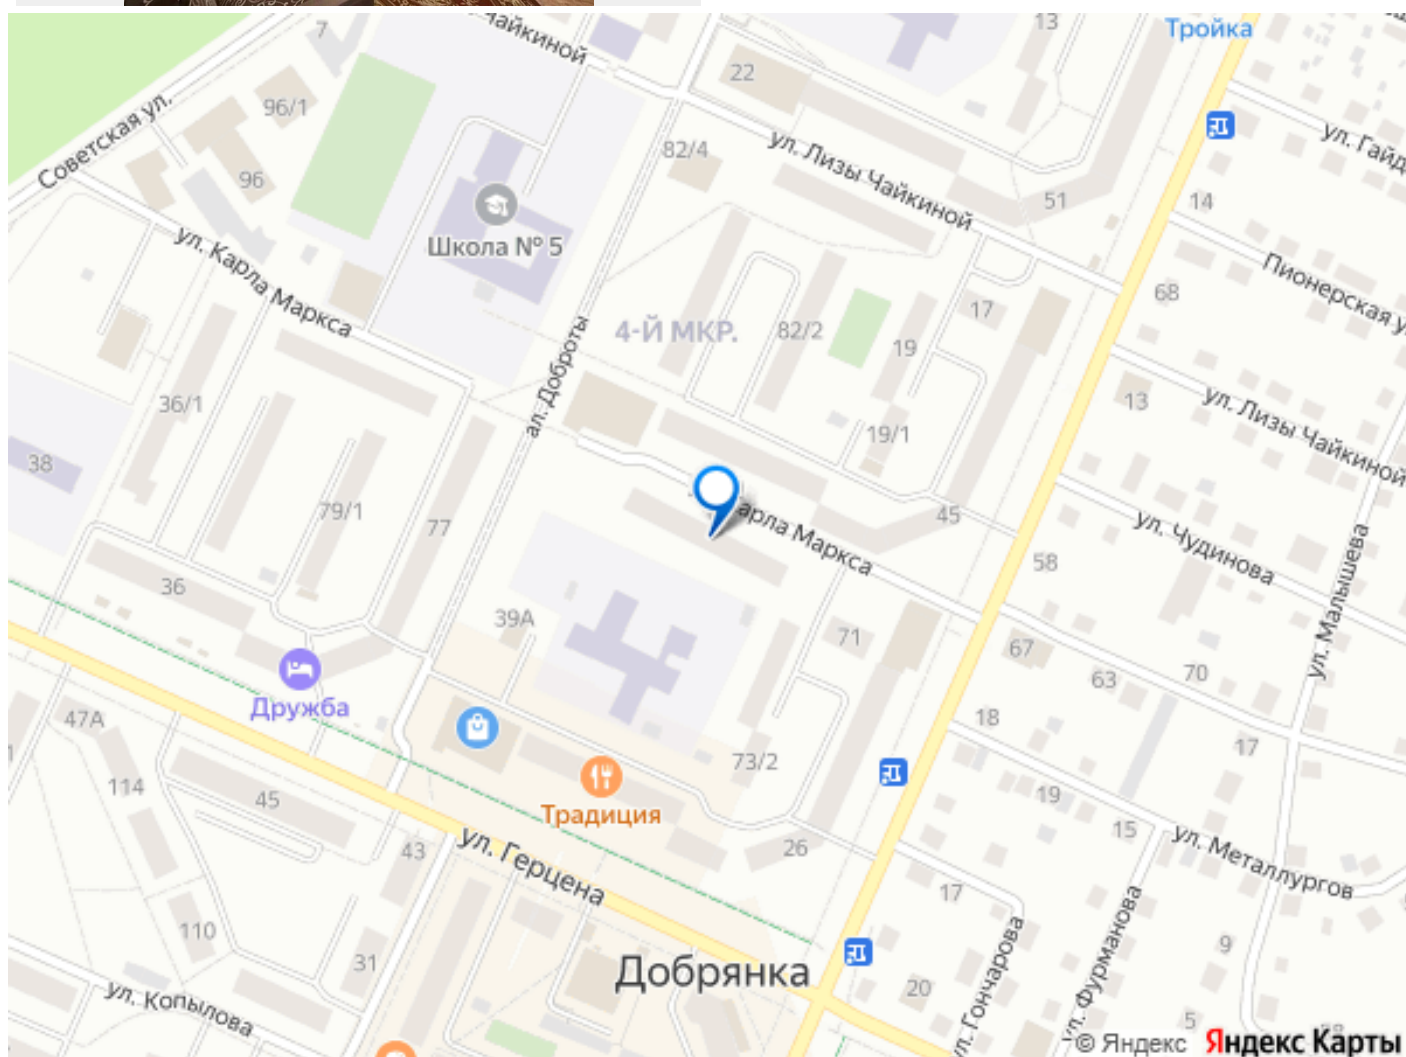 Чайкиной
13
Тройка
7
22
96/1
Советская ул.
ул. Гайд
82/4
ул. Лизы Чайкиной
96
51
14
Школа № 5
ул. Карла Маркса
Пионерская у
68
17
4-Й МКР.
82/2
19
ал. Доброты
13
ул. Лизы Чайкиной
36/1
19/1
38
79/1
77
45
арла Маркса
ул. Чудинова
58
ул. Малышева
36
39А
71
67
63
70
Дружба
47А
18
17
73/2
114
45
Традиция
19
15
43
ул. Герцена
26
ул. Металлургов
17
110
31
9
Добрянка
ул. Гончарова
ул. Фурманова
20
ул. Копылова
5
© Яндекс
Яндекс Карты